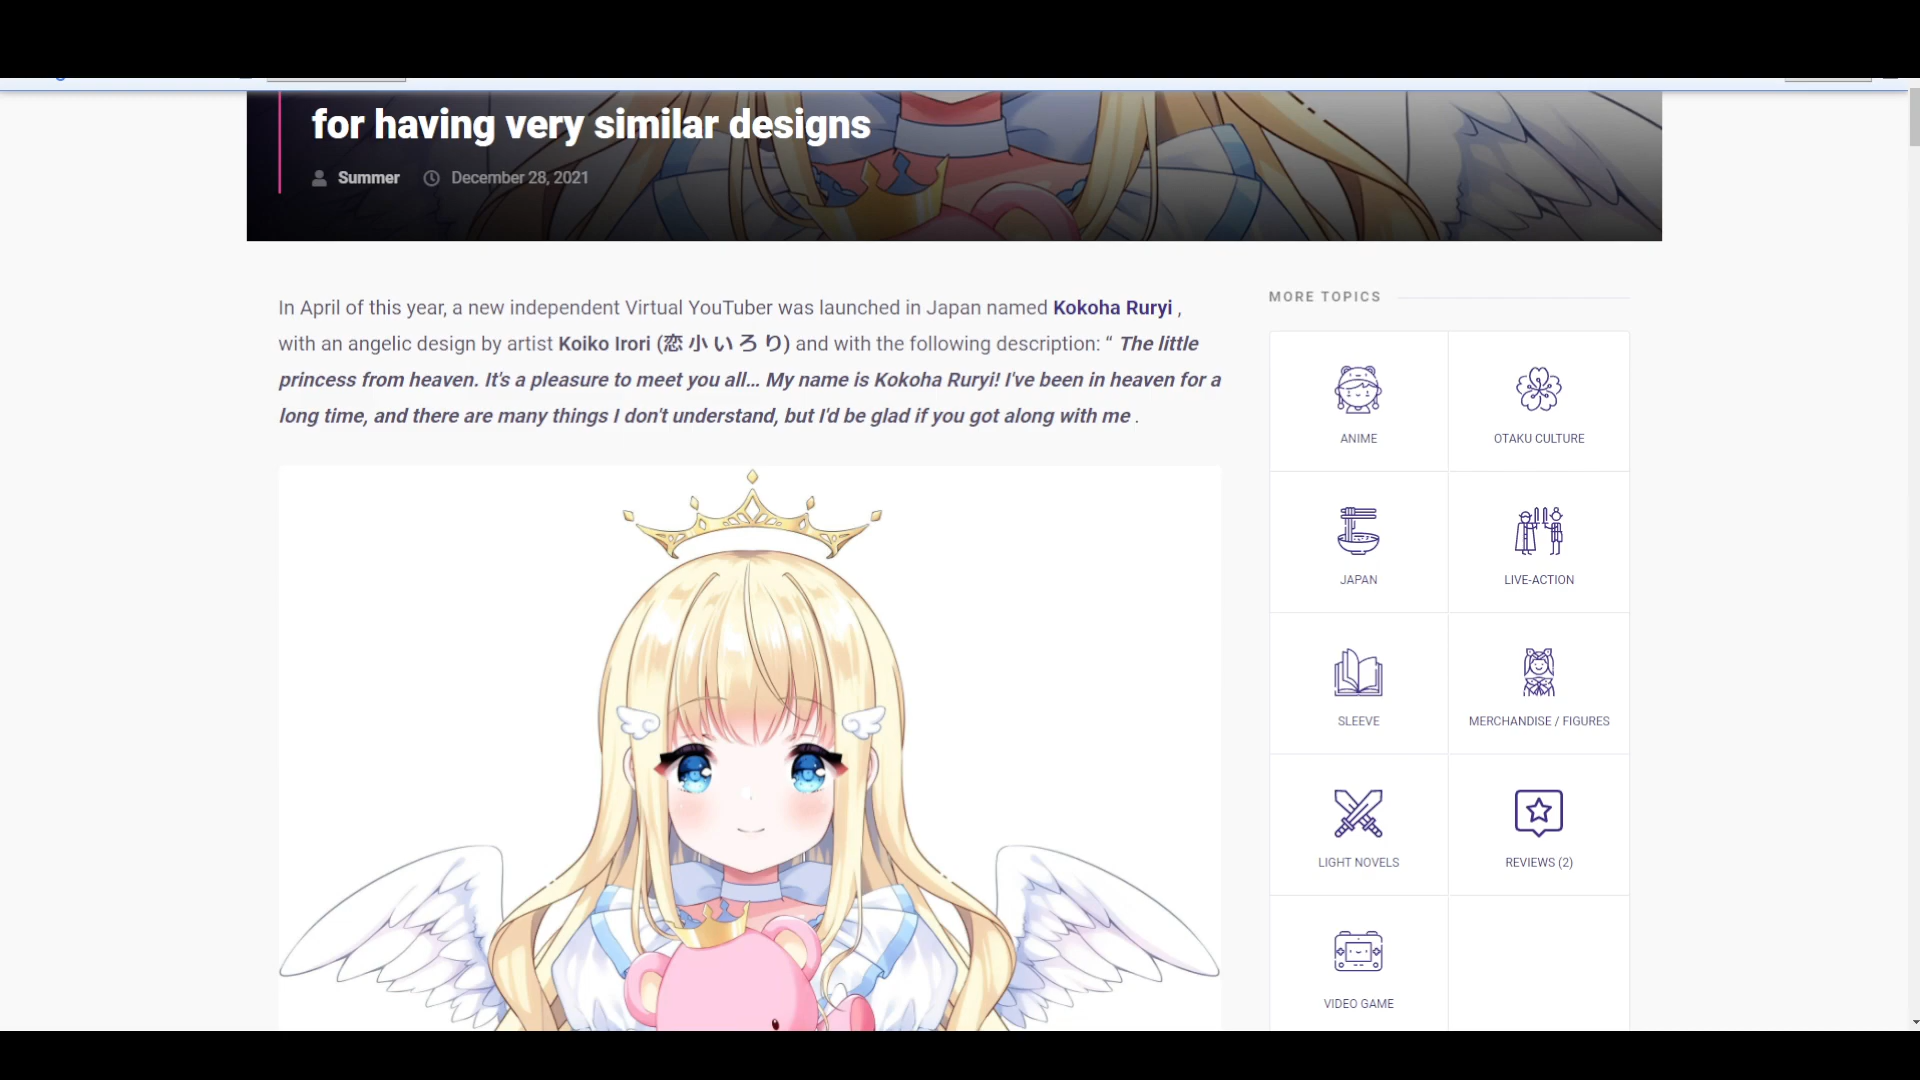 for having very similar designs
Summer December 28, 2021
In April of this year, a new independent Virtual YouTuber was launched in Japan named Kokoha Ruryi ,
with an angelic design by artist Koiko Irori (恋 小 い ろ り) and with the following description: “ The little
princess from heaven. It's a pleasure to meet you all... My name is Kokoha Ruryi! I've been in heaven for a
long time, and there are many things I don't understand, but I'd be glad if you got along with me .
MORE TOPICS
ANIME
OTAKU CULTURE
JAPAN
LIVE-ACTION
SLEEVE
MERCHANDISE / FIGURES
LIGHT NOVELS
REVIEWS (2)
VIDEO GAME